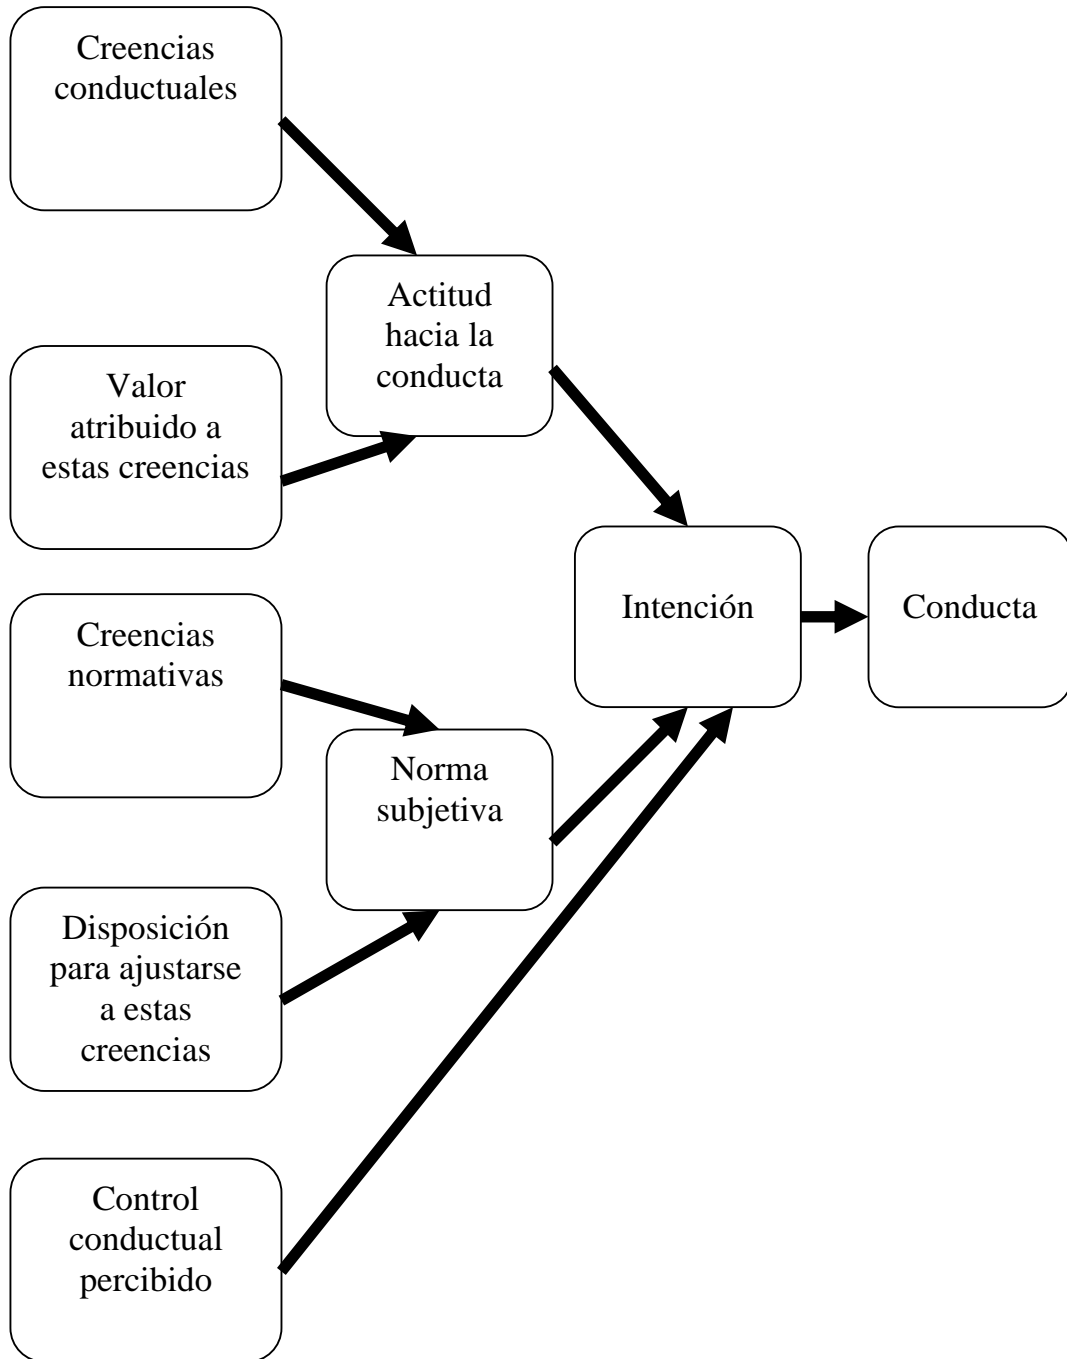 Creencias
conductuales
Actitud
hacia la
conducta
Valor
atribuido a
estas creencias
Intención
Conducta
Creencias
normativas
Norma
subjetiva
Disposición
para ajustarse
a estas
creencias
Control
conductual
percibido